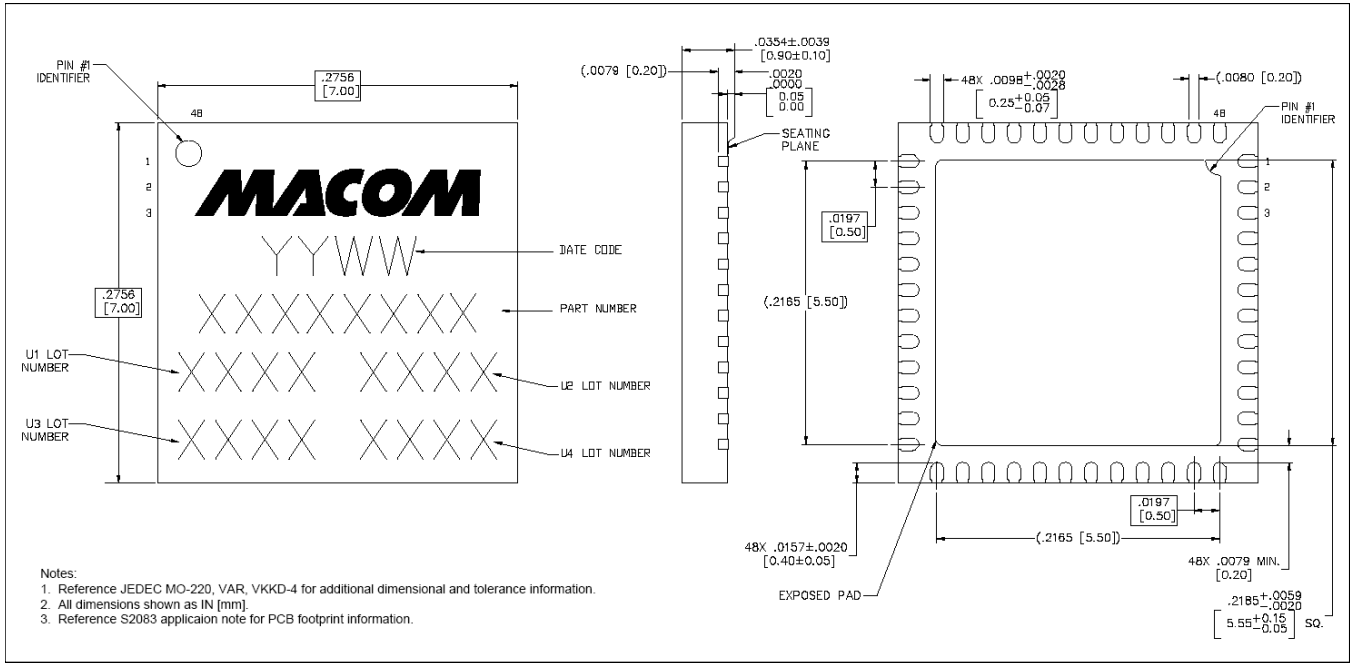 PIN #1
IDENTIFIER
.2756
[7.00]
48
1
2
3
MACOM
YYWW
DATE CODE
.2756
[7.00]
XXXXXXXX
PART NUMBER
U1 LOT
NUMBER
XXXX XXXX
U2 LOT NUMBER
U3 LOT
NUMBER
XXXX XXXX
U4 LOT NUMBER
.0354±.0039
[0.90±0.10]
(.0079 [0.20])
.0020
.0000
[0.05
0.00]
SEATING
PLANE
48X .0098+.0020
-.0028
[0.25+0.05
-0.07]
(.0080 [0.20])
48
PIN #1
IDENTIFIER
1
2
3
.0197
[0.50]
(.2165 [5.50])
.0197
[0.50]
(.2165 [5.50])
48X .0157±.0020
[0.40±0.05]
48X .0079 MIN.
[0.20]
EXPOSED PAD
.2185+.0059
-.0020
[5.55+0.15
-0.05] SQ.
Notes:
1. Reference JEDEC MO-220, VAR, VKKD-4 for additional dimensional and tolerance information.
2. All dimensions shown as IN [mm].
3. Reference S2083 applicaion note for PCB footprint information.